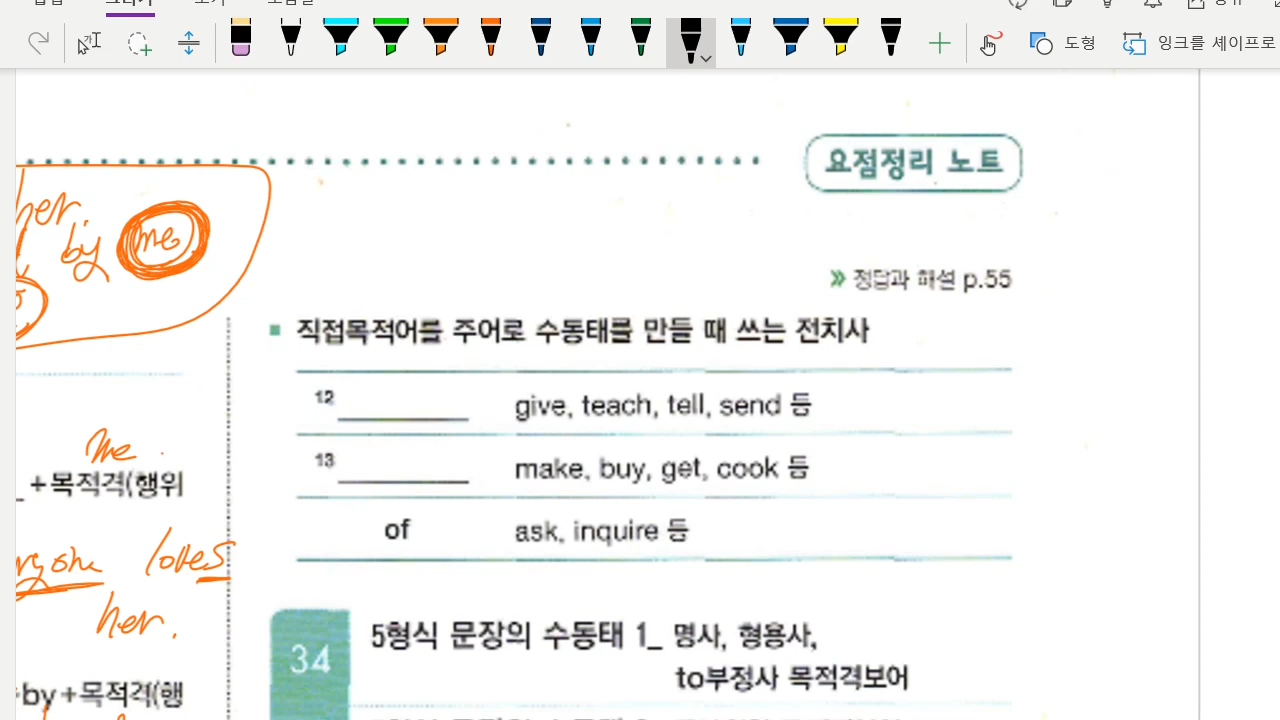 도형
잉크를 셰이프로
요점정리 노트
her.
by me
정답과 해설 p.55
직접목적어를 주어로 수동태를 만들 때 쓰는 전치사
12 give, teach, tell, send 등
13 make, buy, get, cook 등
of ask, inquire 등
me
+목적격(행위
loves
her.
by+목적격(행
34 5형식 문장의 수동태 1_ 명사, 형용사,
to부정사 목적격보어